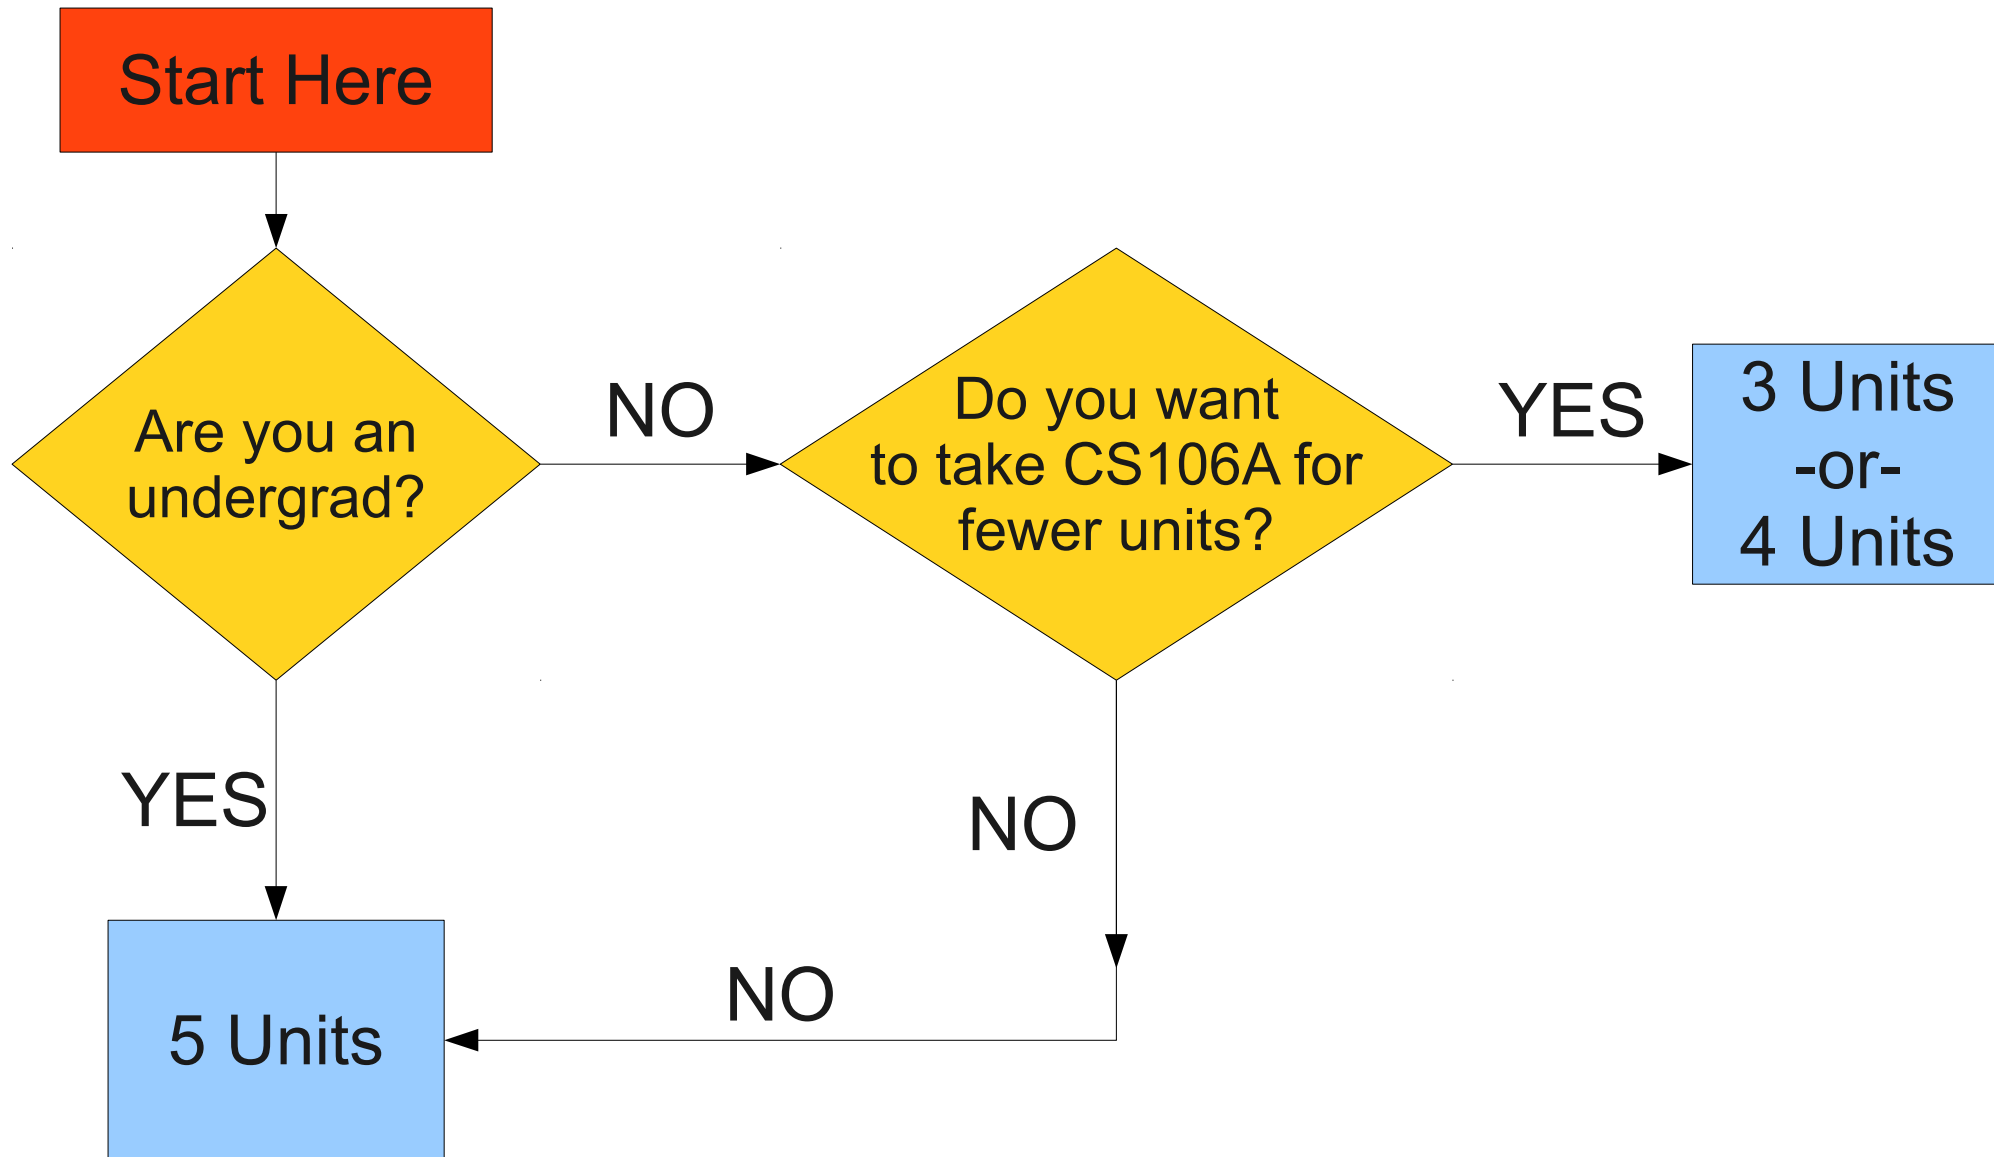 Start Here
Are you an
undergrad?
NO
Do you want
to take CS106A for
fewer units?
YES
3 Units
-or-
4 Units
YES
NO
NO
5 Units